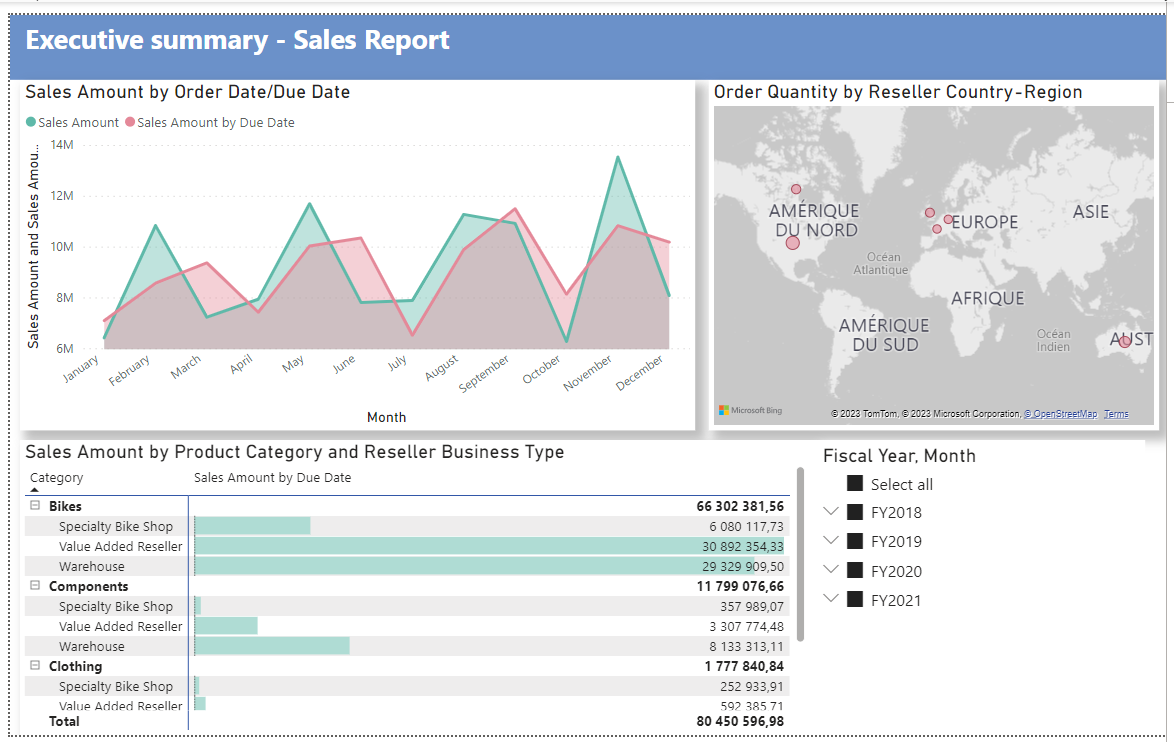 Executive summary - Sales Report
Sales Amount by Order Date/Due Date
Sales Amount Sales Amount by Due Date
Sales Amount and Sales Amou...
14M
12M
10M
8M
6M
January February March April May June July August September October November December
Month
Order Quantity by Reseller Country-Region
AMÉRIQUE
DU NORD
EUROPE
ASIE
Océan
Atlantique
AFRIQUE
AMÉRIQUE
DU SUD
Océan
Indien
AUST
Microsoft Bing
© 2023 TomTom, © 2023 Microsoft Corporation, © OpenStreetMap Terms
Sales Amount by Product Category and Reseller Business Type
Category Sales Amount by Due Date
Bikes 66 302 381,56
Specialty Bike Shop 6 080 117,73
Value Added Reseller 30 892 354,33
Warehouse 29 329 909,50
Components 11 799 076,66
Specialty Bike Shop 357 989,07
Value Added Reseller 3 307 774,48
Warehouse 8 133 313,11
Clothing 1 777 840,84
Specialty Bike Shop 252 933,91
Value Added Reseller 592 385,71
Total 80 450 596,98
Fiscal Year, Month
Select all
FY2018
FY2019
FY2020
FY2021